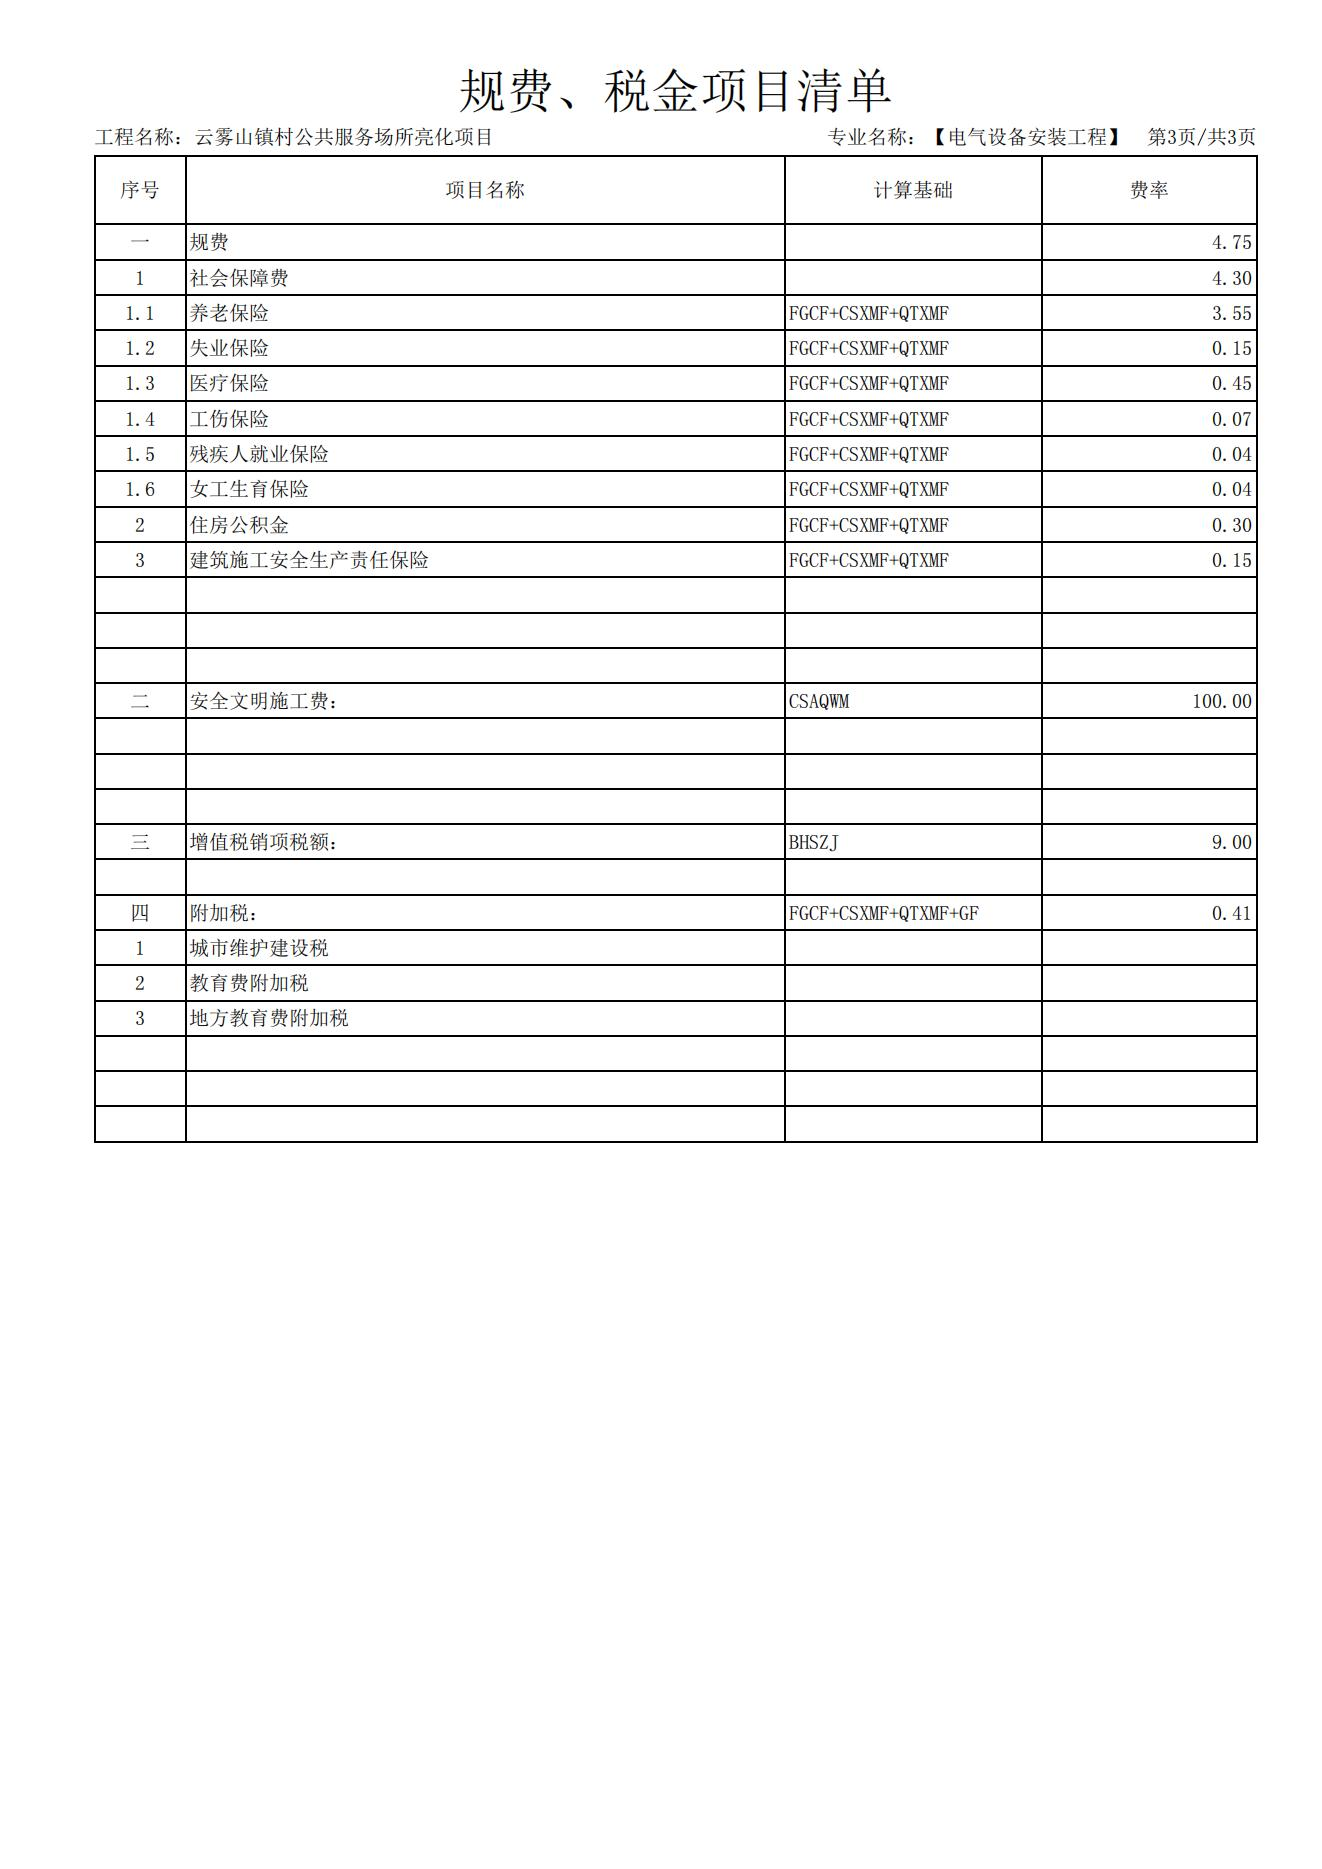 规费、税金项目清单
工程名称：云雾山镇村公共服务场所亮化项目 专业名称：【电气设备安装工程】 第3页/共3页
序号 项目名称 计算基础 费率
一 规费 4.75
1 社会保障费 4.30
1.1 养老保险 FGCF+CSXMF+QTXMF 3.55
1.2 失业保险 FGCF+CSXMF+QTXMF 0.15
1.3 医疗保险 FGCF+CSXMF+QTXMF 0.45
1.4 工伤保险 FGCF+CSXMF+QTXMF 0.07
1.5 残疾人就业保险 FGCF+CSXMF+QTXMF 0.04
1.6 女工生育保险 FGCF+CSXMF+QTXMF 0.04
2 住房公积金 FGCF+CSXMF+QTXMF 0.30
3 建筑施工安全生产责任保险 FGCF+CSXMF+QTXMF 0.15
二 安全文明施工费： CSAQWM 100.00
三 增值税销项税额： BHSZJ 9.00
四 附加税： FGCF+CSXMF+QTXMF+GF 0.41
1 城市维护建设税
2 教育费附加税
3 地方教育费附加税